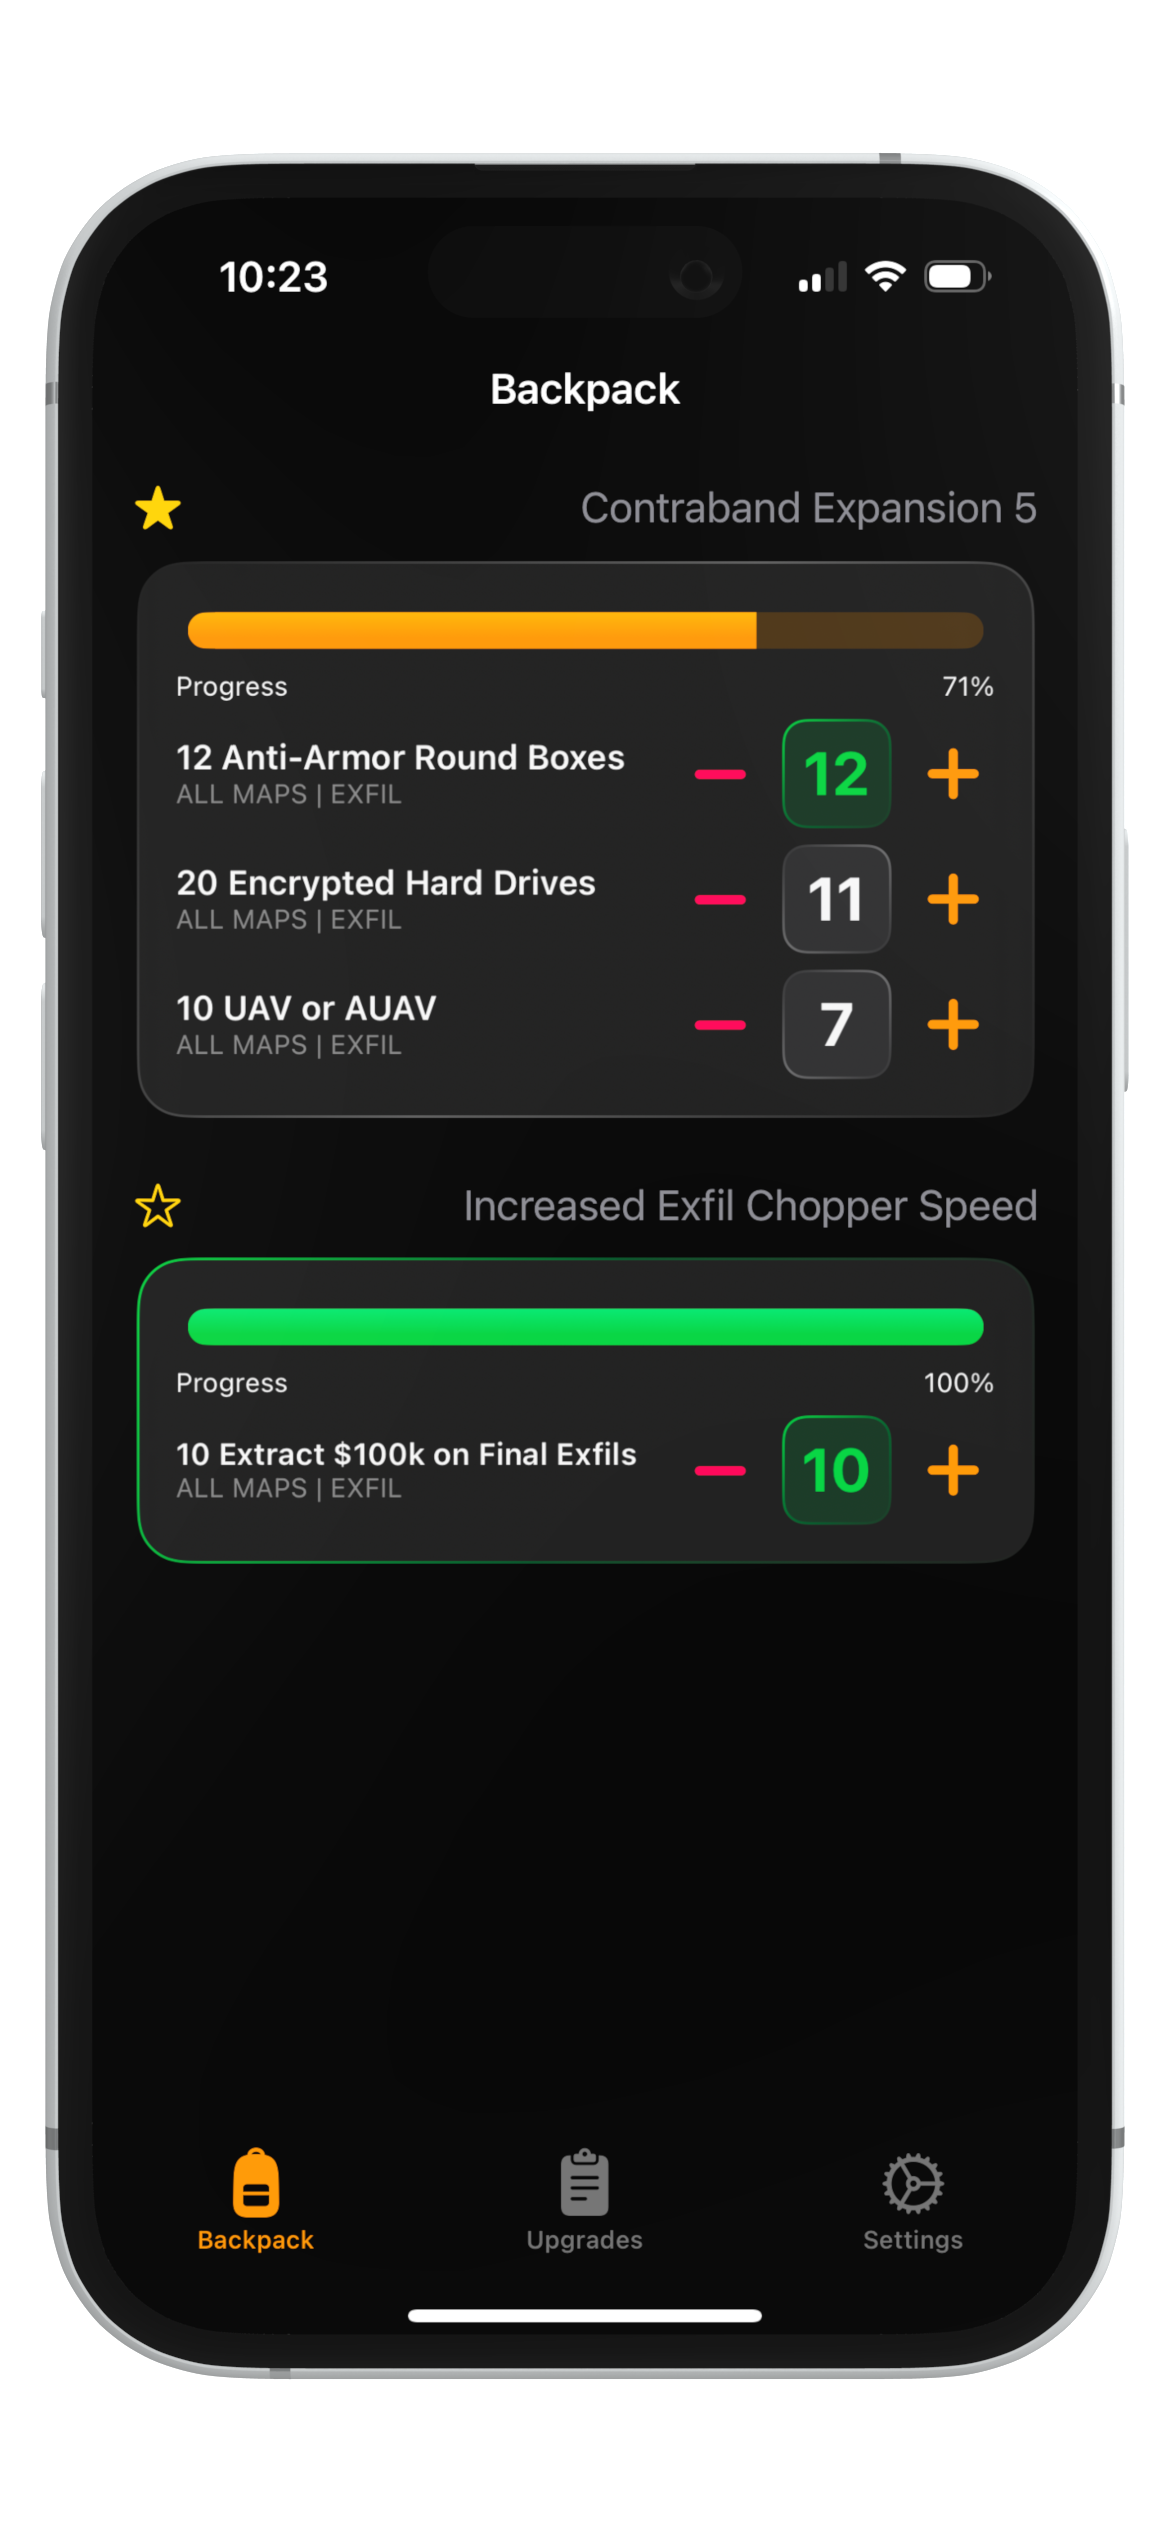 10:23
Backpack
Contraband Expansion 5
Progress 71%
12 Anti-Armor Round Boxes
ALL MAPS | EXFIL
12
20 Encrypted Hard Drives
ALL MAPS | EXFIL
11
10 UAV or AUAV
ALL MAPS | EXFIL
7
Increased Exfil Chopper Speed
Progress 100%
10 Extract $100k on Final Exfils
ALL MAPS | EXFIL
10
Backpack Upgrades Settings